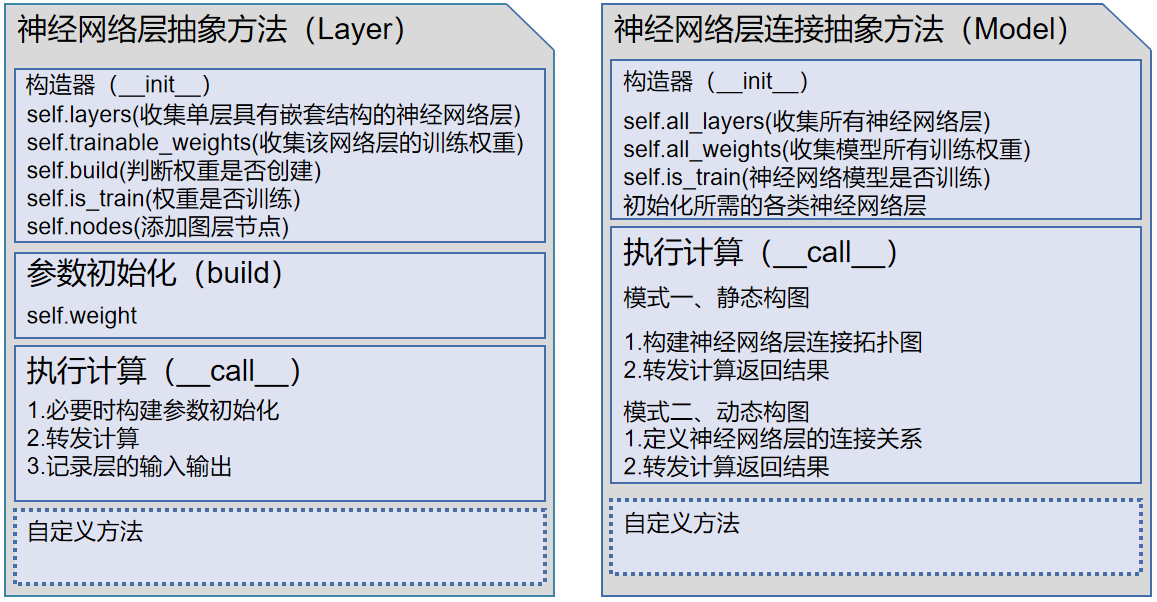 神经网络层抽象方法（Layer）
构造器（__init__）
self.layers(收集单层具有嵌套结构的神经网络层)
self.trainable_weights(收集该网络层的训练权重)
self.build(判断权重是否创建)
self.is_train(权重是否训练)
self.nodes(添加图层节点)
参数初始化（build）
self.weight
执行计算（__call__）
1.必要时构建参数初始化
2.转发计算
3.记录层的输入输出
自定义方法
神经网络层连接抽象方法（Model）
构造器（__init__）
self.all_layers(收集所有神经网络层)
self.all_weights(收集模型所有训练权重)
self.is_train(神经网络模型是否训练)
初始化所需的各类神经网络层
执行计算（__call__）
模式一、静态构图
1.构建神经网络层连接拓扑图
2.转发计算返回结果
模式二、动态构图
1.定义神经网络层的连接关系
2.转发计算返回结果
自定义方法